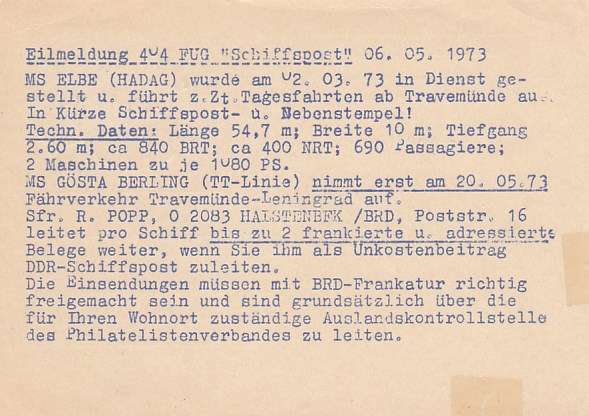 Eilmeldung 404 FUG "Schiffspost" 06. 05. 1973
MS ELBE (HADAG) wurde am 02. 03. 73 in Dienst ge-
stellt u. führt z.Zt.Tagesfahrten ab Travemünde aus.
In Kürze Schiffspost- u. Nebenstempel!
Techn. Daten: Länge 54,7 m; Breite 10 m; Tiefgang
2.60 m; ca 840 BRT; ca 400 NRT; 690 Passagiere;
2 Maschinen zu je 1080 PS.
MS GÖSTA BERLING (TT-Linie) nimmt erst am 20. 05.73
Fährverkehr Travemünde-Leningrad auf.
Sfr. R. POPP, O 2083 HALSTENBEK /BRD, Poststr. 16
leitet pro Schiff bis zu 2 frankierte u. adressierte
Belege weiter, wenn Sie ihm als Unkostenbeitrag
DDR-Schiffspost zuleiten.
Die Einsendungen müssen mit BRD-Frankatur richtig
freigemacht sein und sind grundsätzlich über die
für Ihren Wohnort zuständige Auslandskontrollstelle
des Philatelistenverbandes zu leiten.